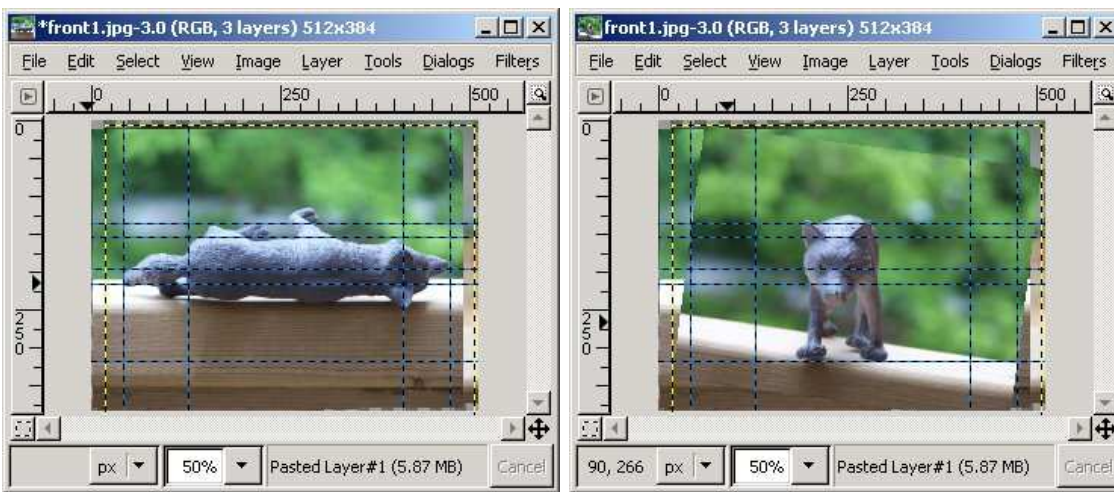 *front1.jpg-3.0 (RGB, 3 layers) 512x384
File Edit Select View Image Layer Tools Dialogs Filters
0 250 500
0
250
px 50% Pasted Layer#1 (5.87 MB) Cancel
front1.jpg-3.0 (RGB, 3 layers) 512x384
File Edit Select View Image Layer Tools Dialogs Filters
0 250 500
0
250
90, 266 px 50% Pasted Layer#1 (5.87 MB) Cancel